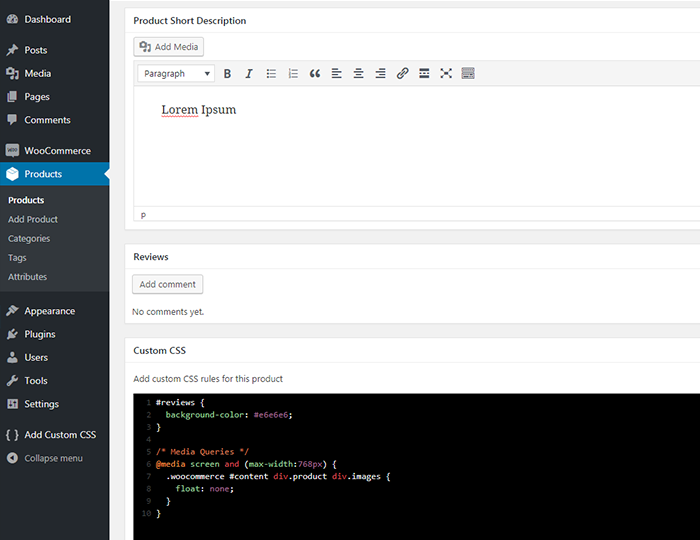 Dashboard
Posts
Media
Pages
Comments
WOO WooCommerce
Products
Products
Add Product
Categories
Tags
Attributes
Appearance
Plugins
Users
Tools
Settings
{ } Add Custom CSS
Collapse menu
Product Short Description
Add Media
Paragraph B I
Lorem Ipsum
p
Reviews
Add comment
No comments yet.
Custom CSS
Add custom CSS rules for this product
1 #reviews {
2   background-color: #e6e6e6;
3 }
4
5 /* Media Queries */
6 @media screen and (max-width:768px) {
7   .woocommerce #content div.product div.images {
8     float: none;
9   }
10 }